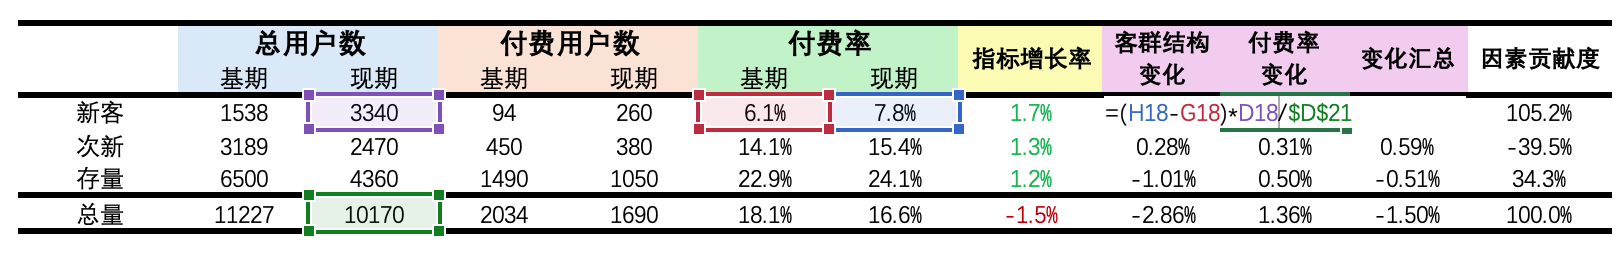 总用户数 付费用户数 付费率 指标增长率 客群结构变化 付费率变化 变化汇总 因素贡献度
基期 现期 基期 现期 基期 现期
新客 1538 3340 94 260 6.1% 7.8% 1.7% =(H18-G18)*D18/$D$21 105.2%
次新 3189 2470 450 380 14.1% 15.4% 1.3% 0.28% 0.31% 0.59% -39.5%
存量 6500 4360 1490 1050 22.9% 24.1% 1.2% -1.01% 0.50% -0.51% 34.3%
总量 11227 10170 2034 1690 18.1% 16.6% -1.5% -2.86% 1.36% -1.50% 100.0%